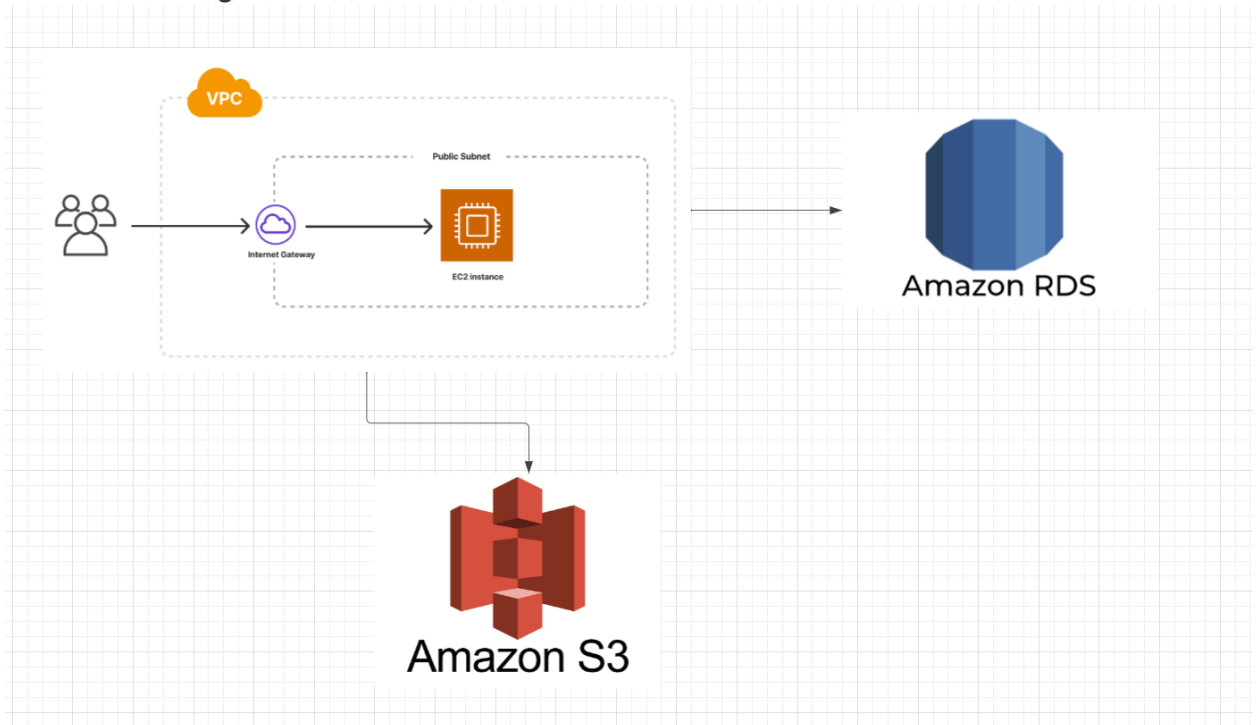 VPC
Public Subnet
Internet Gateway
EC2 instance
Amazon RDS
Amazon S3